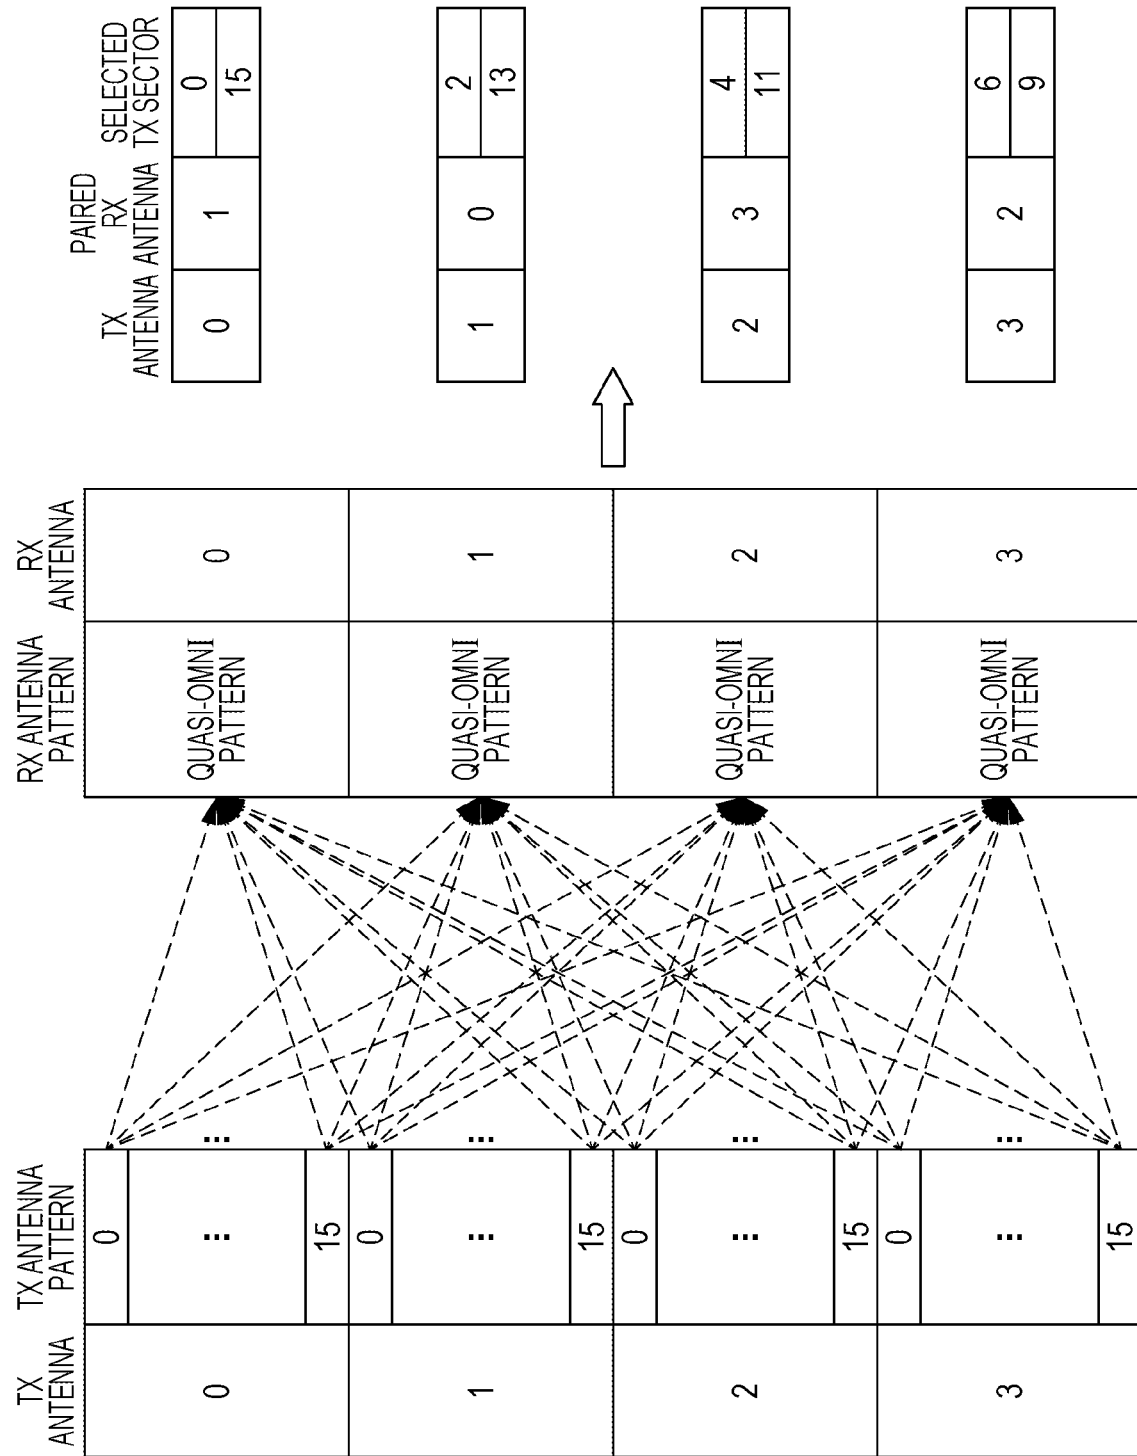 TX
ANTENNA
TX ANTENNA
PATTERN
RX ANTENNA
PATTERN
RX
ANTENNA
0
0
...
15
...
QUASI-OMNI
PATTERN
0
1
0
...
15
...
QUASI-OMNI
PATTERN
1
2
0
...
15
...
QUASI-OMNI
PATTERN
2
3
0
...
15
...
QUASI-OMNI
PATTERN
3
TX
ANTENNA
PAIRED
RX
ANTENNA
SELECTED
TX SECTOR
0
1
0
15
1
0
2
13
2
3
4
11
3
2
6
9